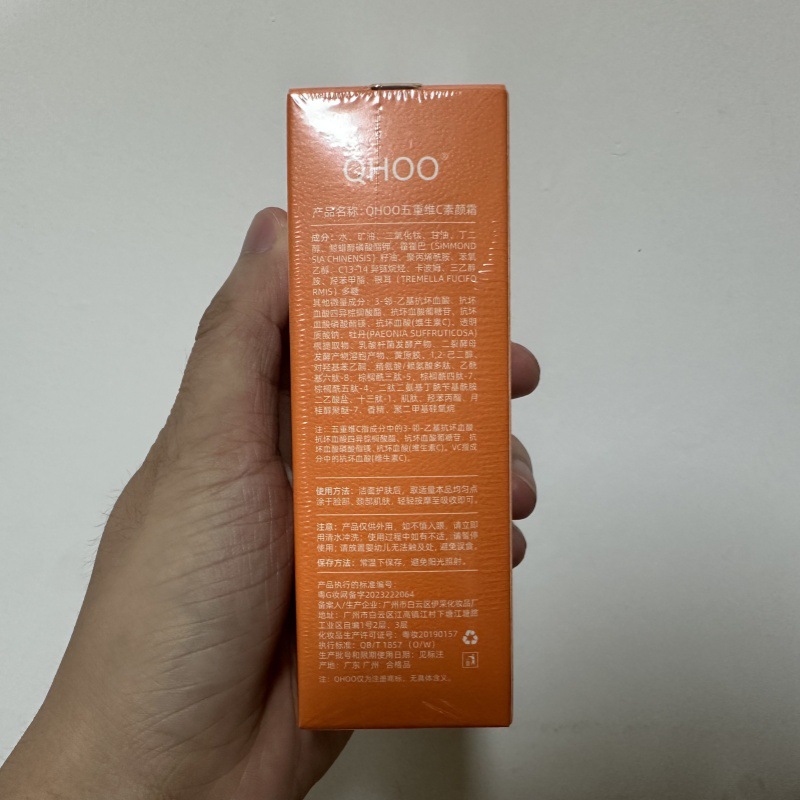 QHOO®
产品名称：QHOO五重维C素颜霜
成分：水、矿油、二氧化钛、甘油、丁二
醇、鲸蜡醇磷酸酯钾、霍霍巴（SIMMOND
SIA CHINENSIS）籽油、聚丙烯酰胺、苯氧
乙醇、C13-14 异链烷烃、卡波姆、三乙醇
胺、羟苯甲酯、银耳（TREMELLA FUCIFO
RMIS）多糖
其他微量成分：3-邻-乙基抗坏血酸、抗坏
血酸四异棕榈酸酯、抗坏血酸葡糖苷、抗坏
血酸磷酸酯镁、抗坏血酸(维生素C)、透明
质酸钠、牡丹(PAEONIA SUFFRUTICOSA)
根提取物、乳酸杆菌发酵产物、二裂酵母
发酵产物溶胞产物、黄原胶、1,2-己二醇、
对羟基苯乙酮、精氨酸/赖氨酸多肽、乙酰
基六肽-8、棕榈酰三肽-5、棕榈酰四肽-7、
棕榈酰五肽-4、二肽二氨基丁酰苄基酰胺
二乙酸盐、十三肽-1、肌肽、羟苯丙酯、月
桂醇聚醚-7、香精、聚二甲基硅氧烷
注：五重维C指成分中的3-邻-乙基抗坏血酸、
抗坏血酸四异棕榈酸酯、抗坏血酸葡糖苷、抗
坏血酸磷酸酯镁、抗坏血酸(维生素C)。VC指成
分中的抗坏血酸(维生素C)。
使用方法：洁面护肤后，取适量本品均匀点
涂于脸部、颈部肌肤，轻轻按摩至吸收即可。
注意：产品仅供外用，如不慎入眼，请立即
用清水冲洗；使用过程中如有不适，请暂停
使用；请放置婴幼儿无法触及处，避免误食。
保存方法：常温下保存，避免阳光照射。
产品执行的标准编号：
粤G妆网备字2023222064
备案人/生产企业：广州市白云区伊采化妆品厂
地址：广州市白云区江高镇江村下塘江塘路
工业区自编1号2层，3层
化妆品生产许可证号：粤妆20190157
执行标准：QB/T 1857（O/W）
生产批号和限期使用日期：见标注
产地：广东 广州 合格品
注：QHOO仅为注册商标，无具体含义。